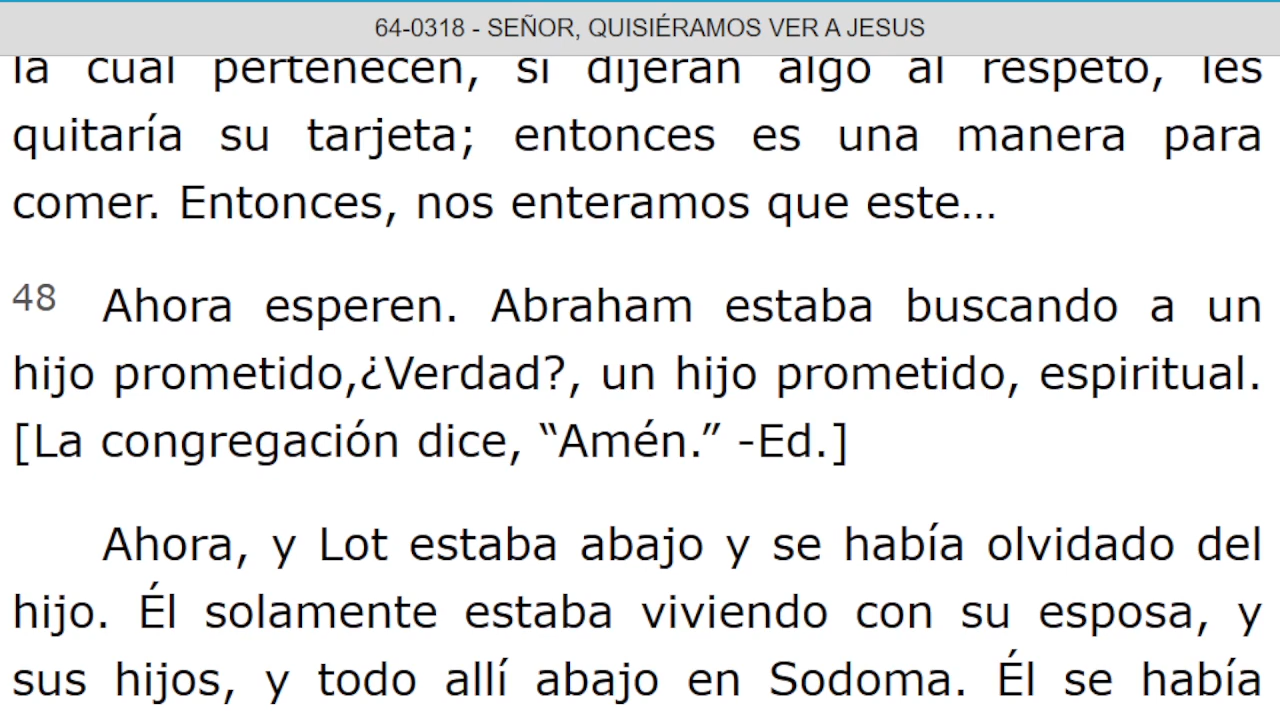 64-0318 - SEÑOR, QUISIÉRAMOS VER A JESUS
la cual pertenecen, si dijeran algo al respeto, les
quitaría su tarjeta; entonces es una manera para
comer. Entonces, nos enteramos que este…
48 Ahora esperen. Abraham estaba buscando a un
hijo prometido,¿Verdad?, un hijo prometido, espiritual.
[La congregación dice, “Amén.” -Ed.]
Ahora, y Lot estaba abajo y se había olvidado del
hijo. Él solamente estaba viviendo con su esposa, y
sus hijos, y todo allí abajo en Sodoma. Él se había